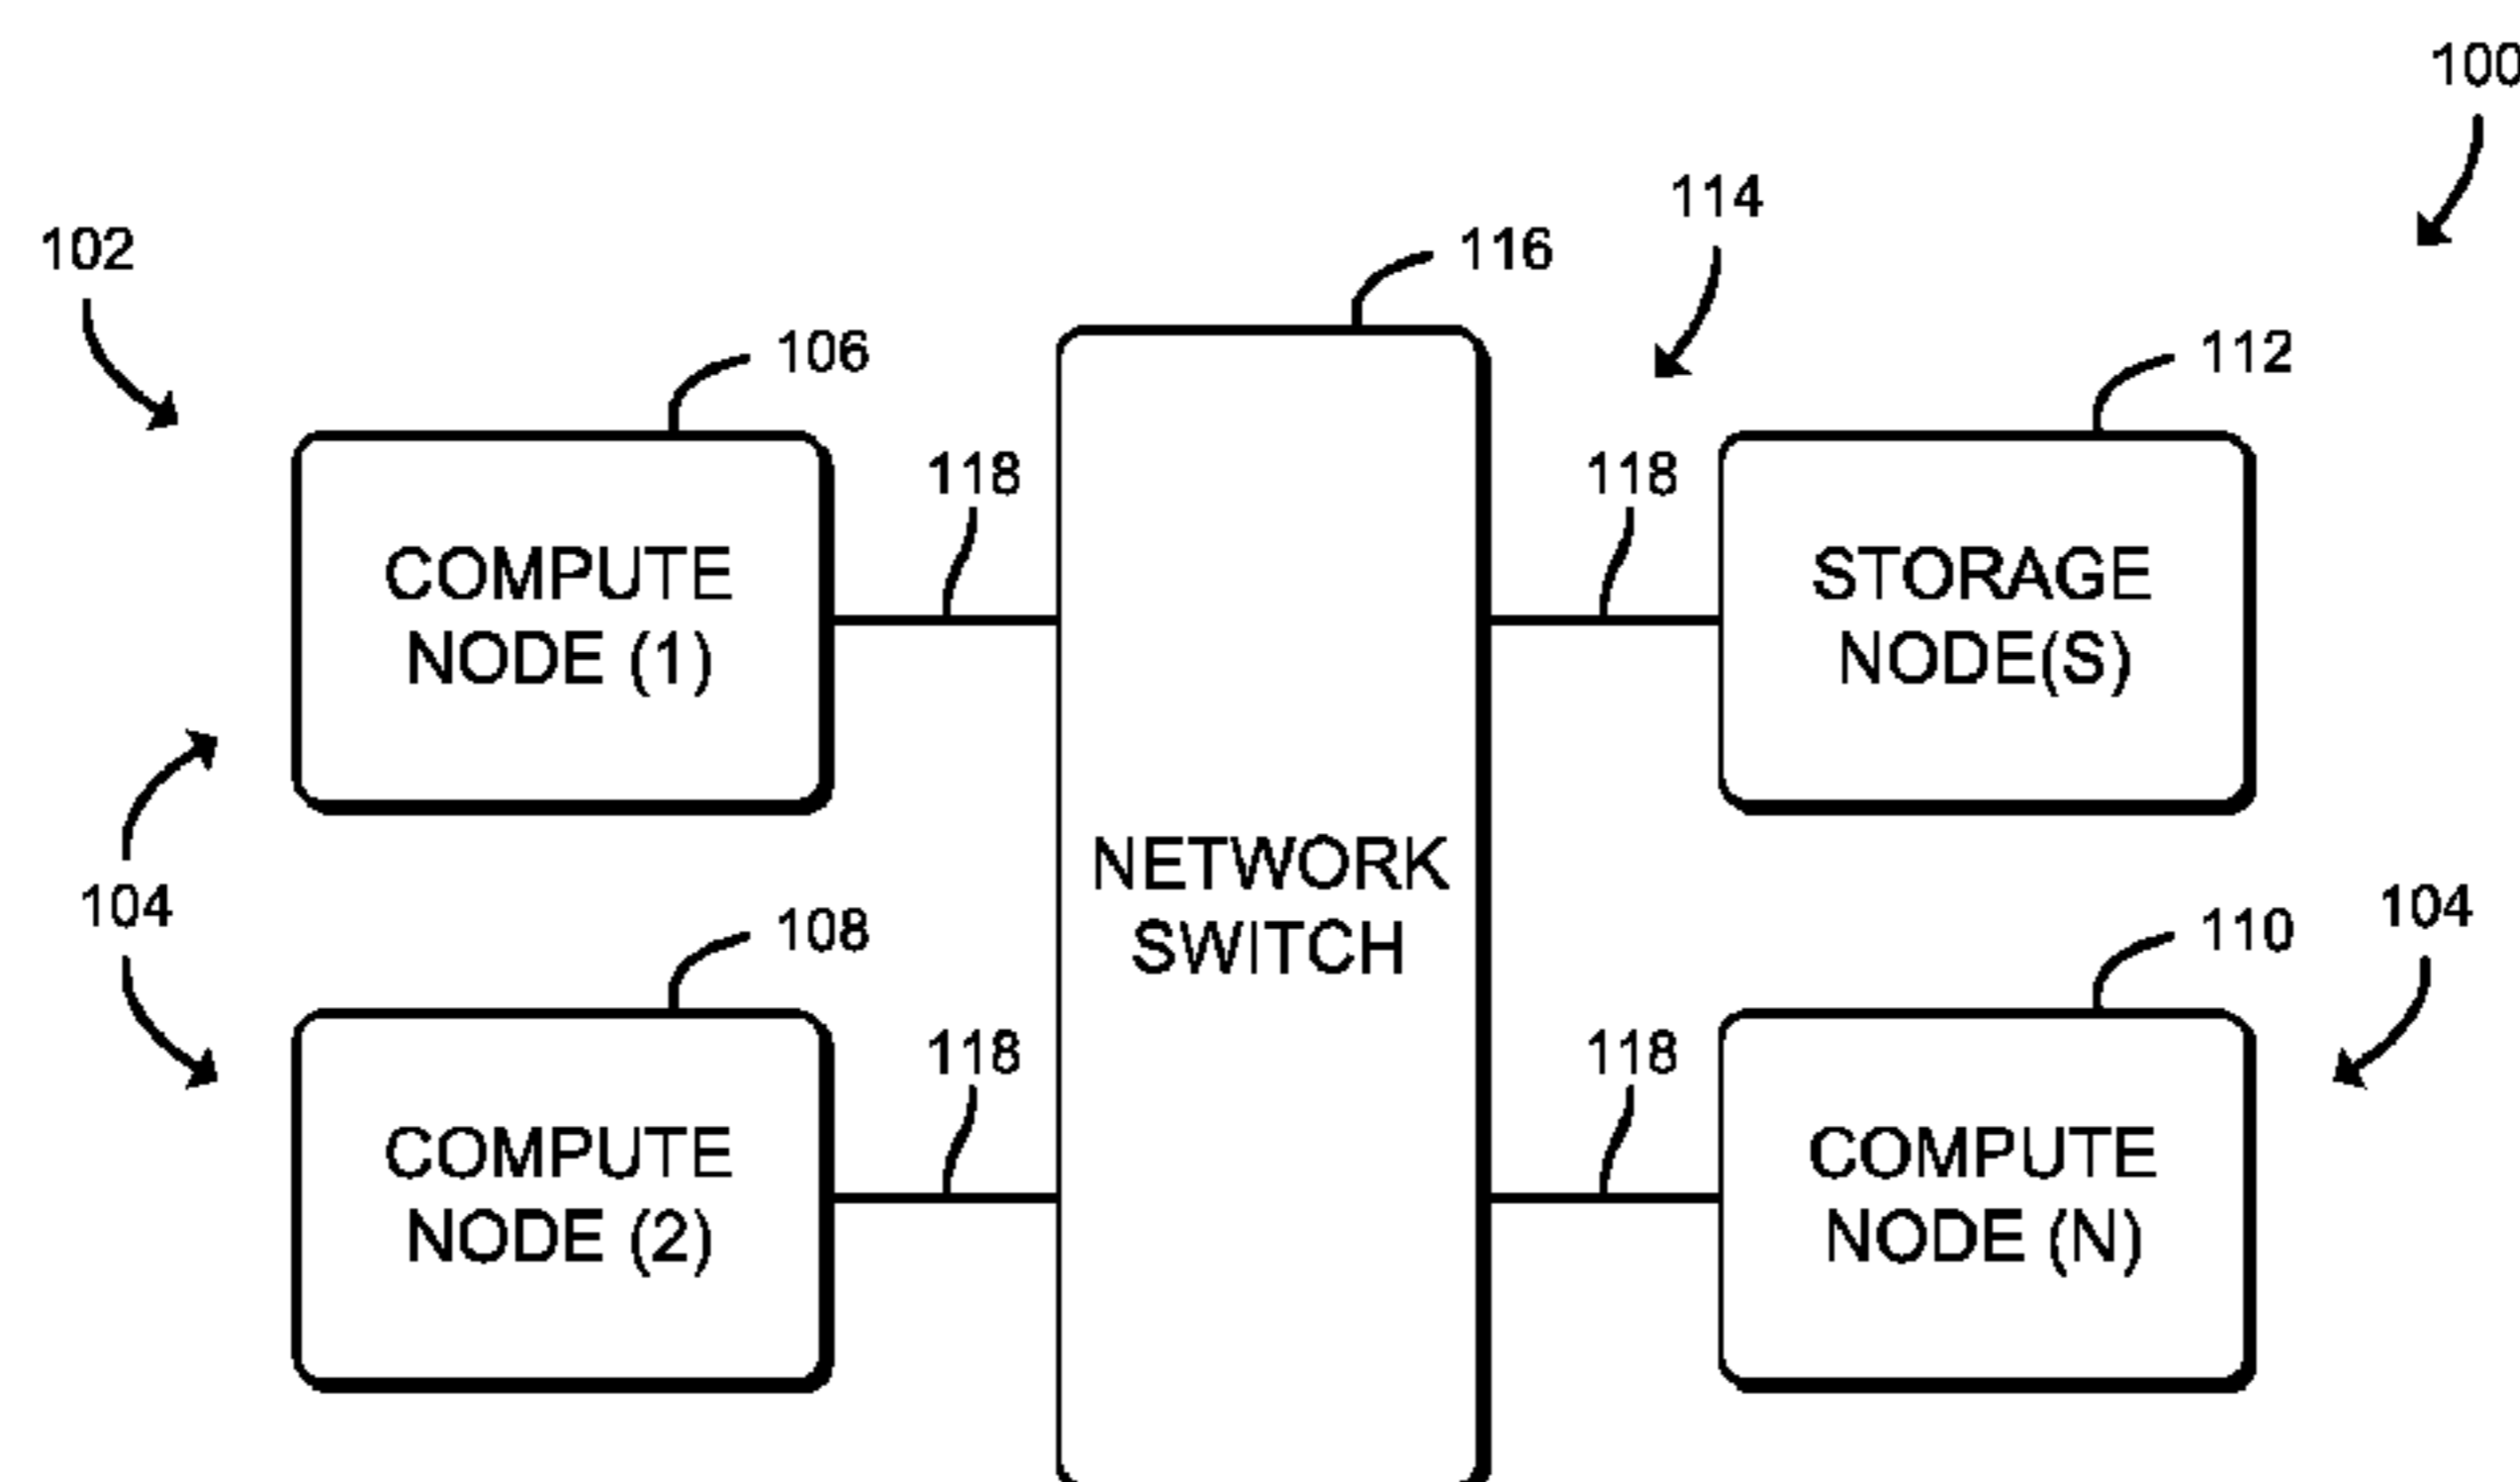 100
114
102
116
106
112
118
118
COMPUTE
NODE (1)
STORAGE
NODE(S)
NETWORK
SWITCH
104
108
110
104
118
118
COMPUTE
NODE (2)
COMPUTE
NODE (N)